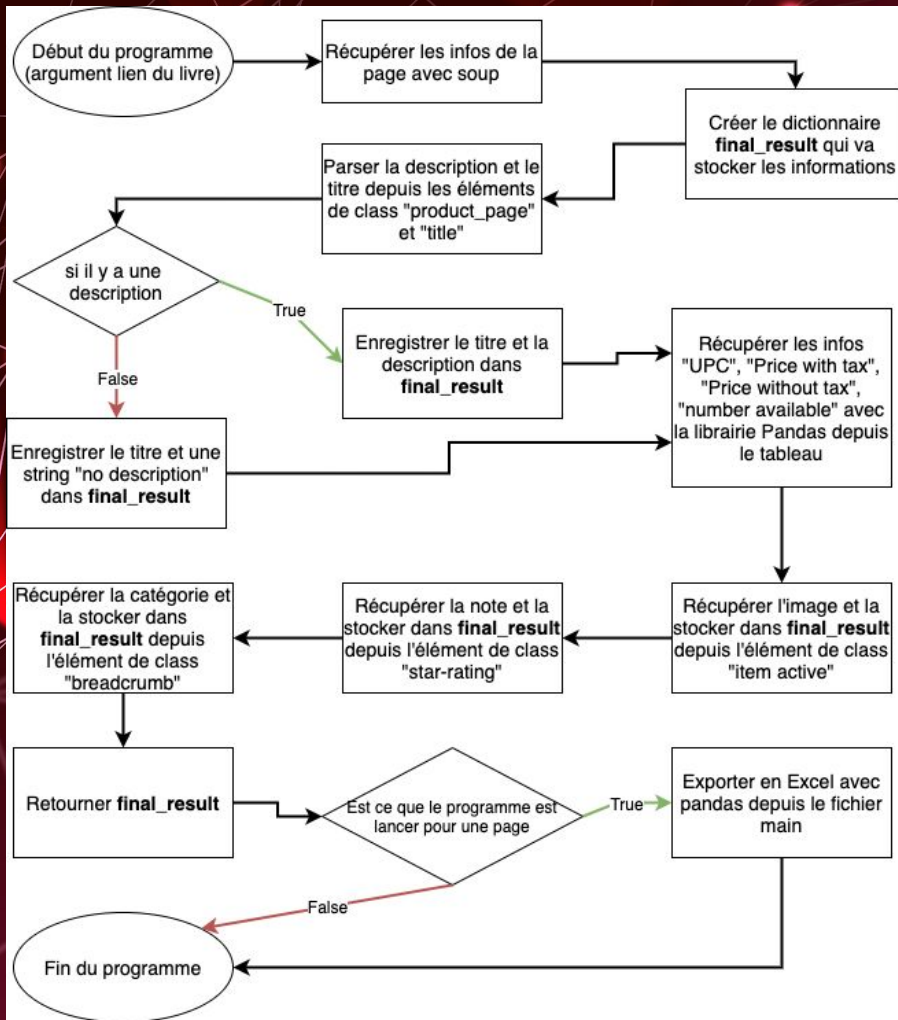 Début du programme
(argument lien du livre)
Récupérer les infos de la
page avec soup
Créer le dictionnaire
final_result qui va
stocker les informations
Parser la description et le
titre depuis les éléments
de class "product_page"
et "title"
si il y a une
description
True
False
Enregistrer le titre et la
description dans
final_result
Récupérer les infos
"UPC", "Price with tax",
"Price without tax",
"number available" avec
la librairie Pandas depuis
le tableau
Enregistrer le titre et une
string "no description"
dans final_result
Récupérer l'image et la
stocker dans final_result
depuis l'élément de class
"item active"
Récupérer la note et la
stocker dans final_result
depuis l'élément de class
"star-rating"
Récupérer la catégorie et
la stocker dans
final_result depuis
l'élément de class
"breadcrumb"
Retourner final_result
Est ce que le programme est
lancer pour une page
True
Exporter en Excel avec
pandas depuis le fichier
main
False
Fin du programme